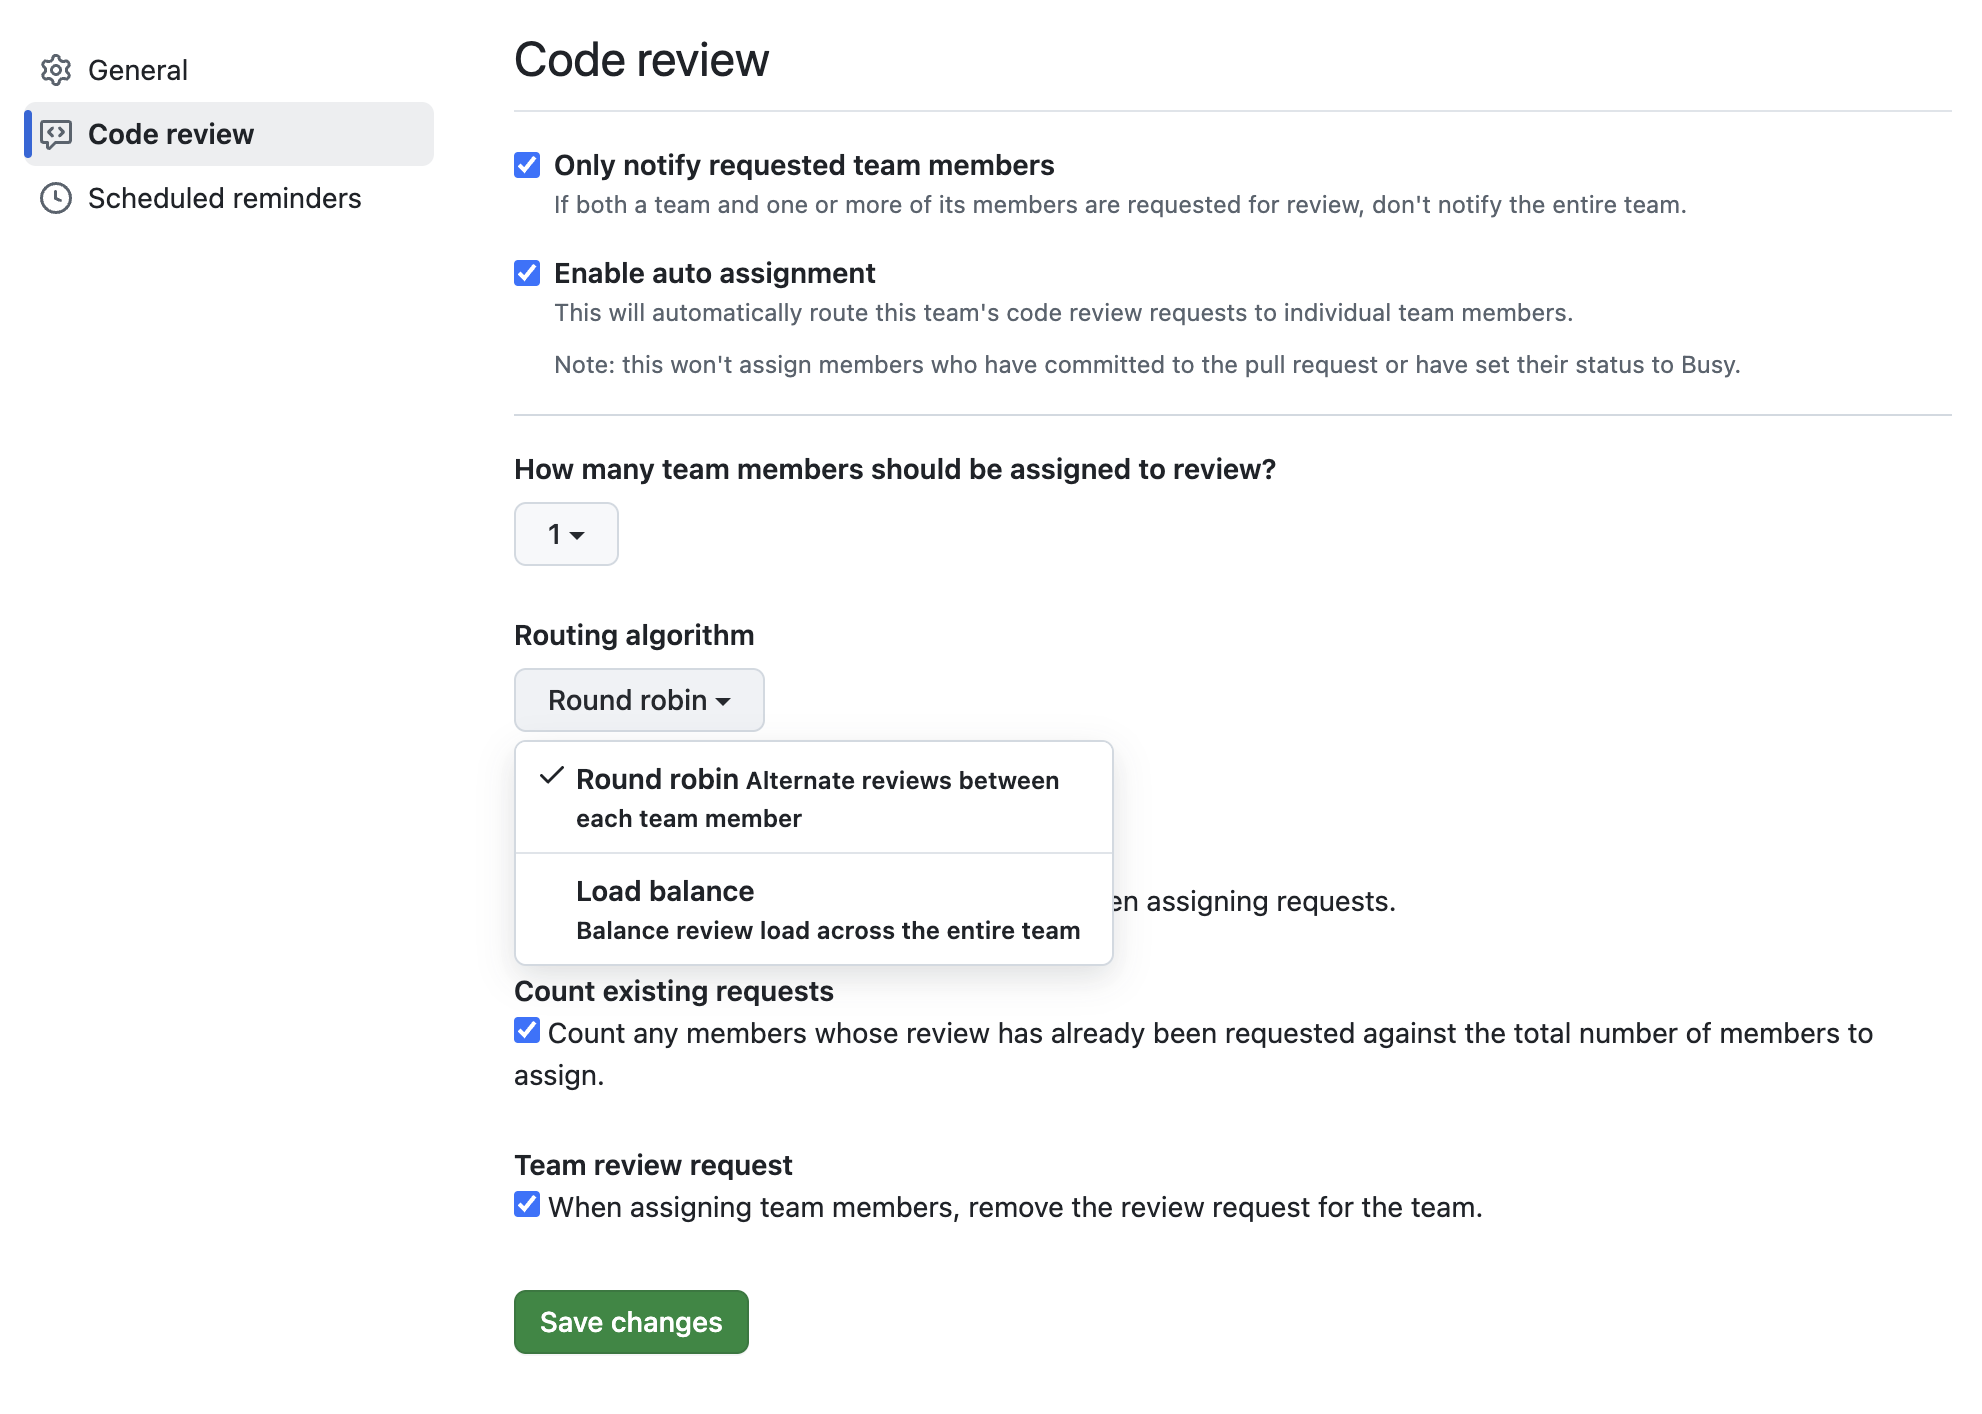 General
Code review
Scheduled reminders
Code review
Only notify requested team members
If both a team and one or more of its members are requested for review, don't notify the entire team.
Enable auto assignment
This will automatically route this team's code review requests to individual team members.
Note: this won't assign members who have committed to the pull request or have set their status to Busy.
How many team members should be assigned to review?
1
Routing algorithm
Round robin
Round robin Alternate reviews between
each team member
Load balance
assigning requests.
Balance review load across the entire team
Count existing requests
Count any members whose review has already been requested against the total number of members to
assign.
Team review request
When assigning team members, remove the review request for the team.
Save changes